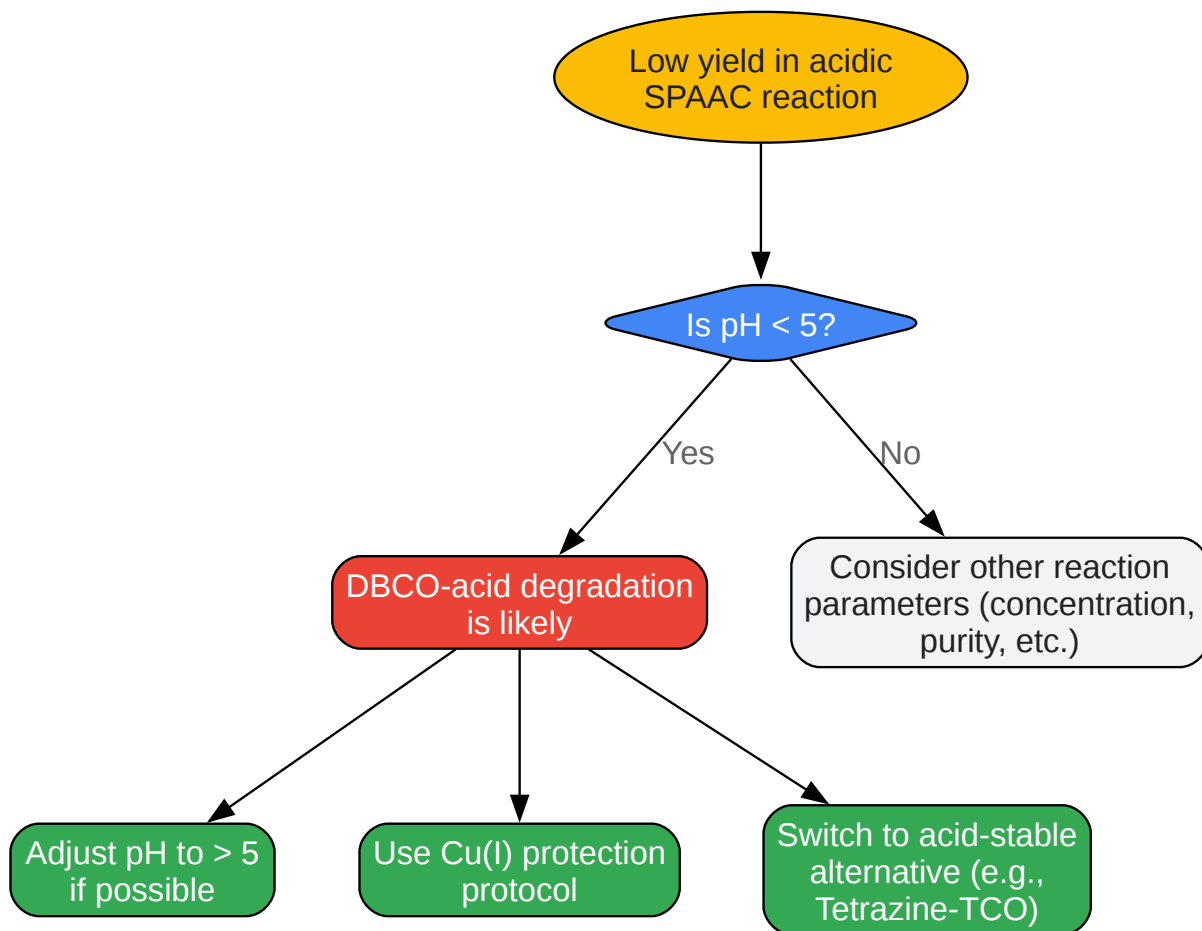 Low yield in acidic
SPAAC reaction
Is pH < 5?
Yes
No
DBCO-acid degradation
is likely
Consider other reaction
parameters (concentration,
purity, etc.)
Adjust pH to > 5
if possible
Use Cu(I) protection
protocol
Switch to acid-stable
alternative (e.g.,
Tetrazine-TCO)